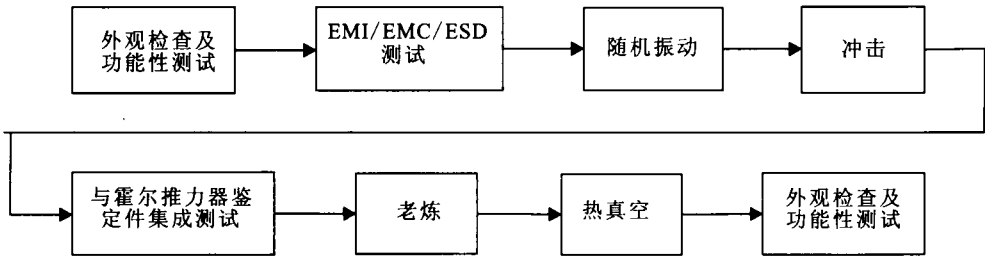 外观检查及
功能性测试
EMI/EMC/ESD
测试
随机振动
冲击
与霍尔推力器鉴
定件集成测试
老炼
热真空
外观检查及
功能性测试